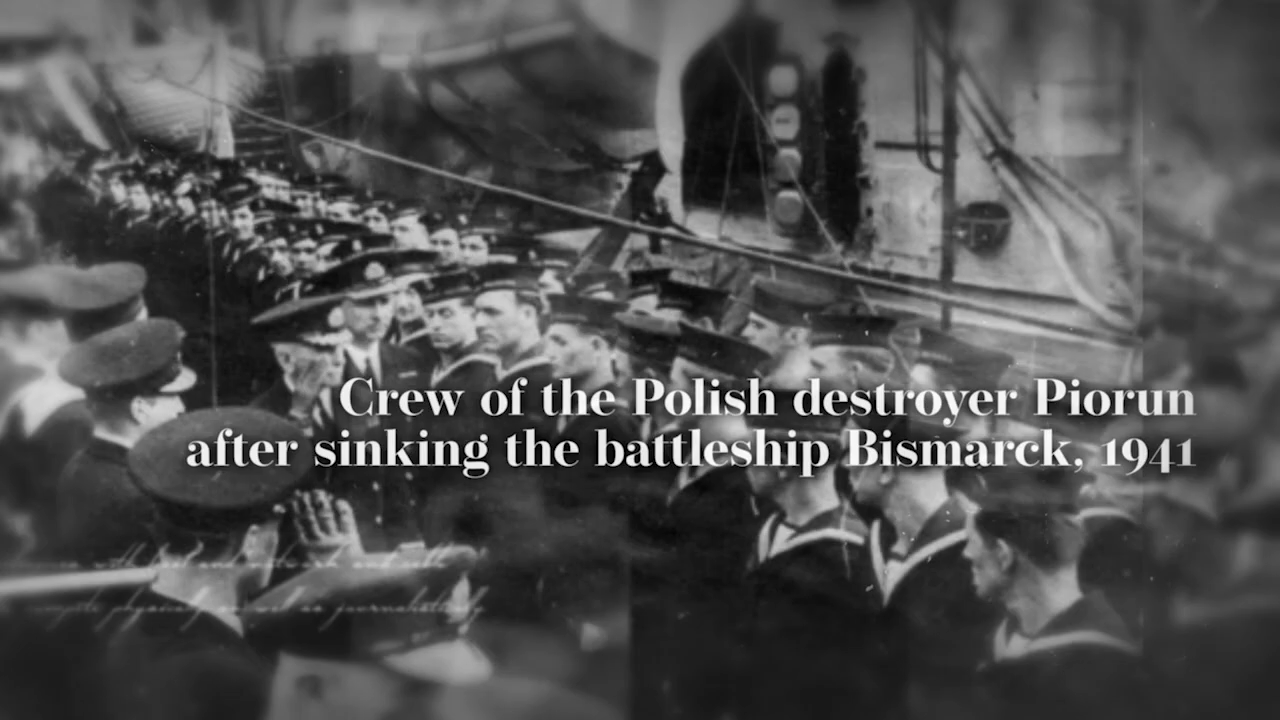 Crew of the Polish destroyer Piorun
after sinking the battleship Bismarck, 1941